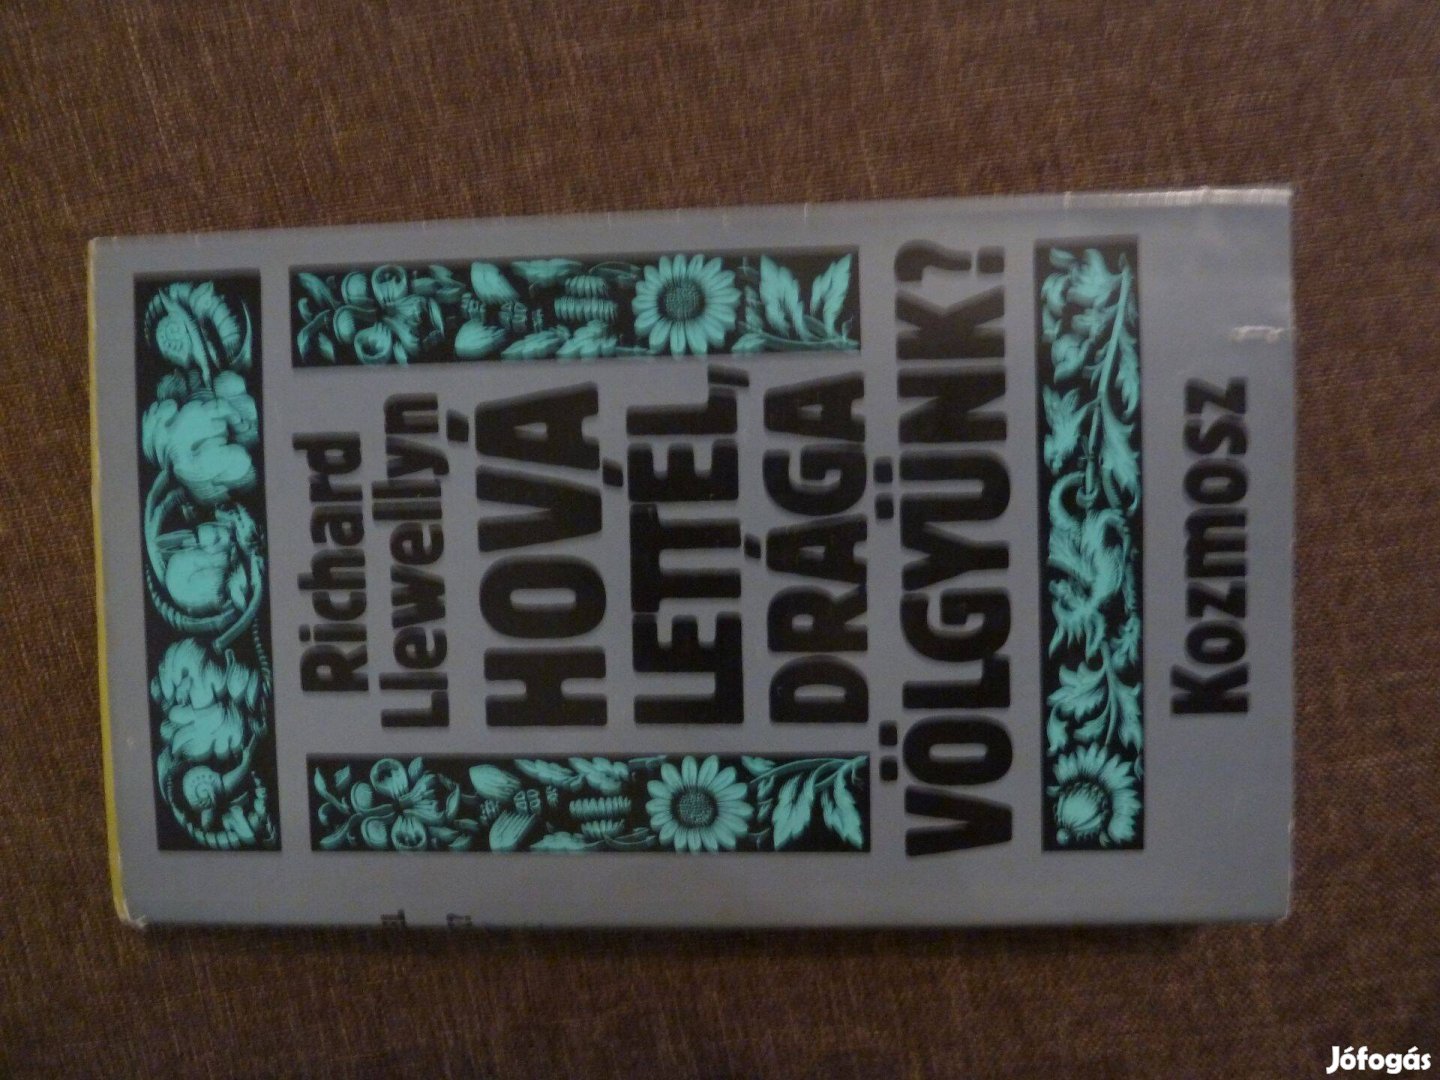 Richard
Llewellyn
HOVÁ
LETTÉL,
DRÁGA
VÖLGYÜNK?
Kozmosz
Jófogás